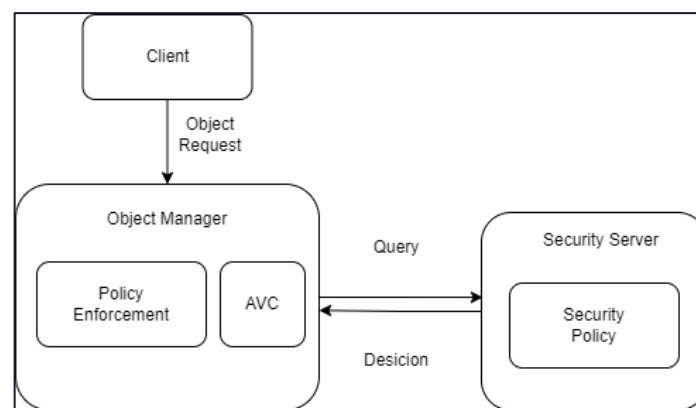 Client
Object
Request
Object Manager
Policy
Enforcement
AVC
Query
Desicion
Security Server
Security
Policy